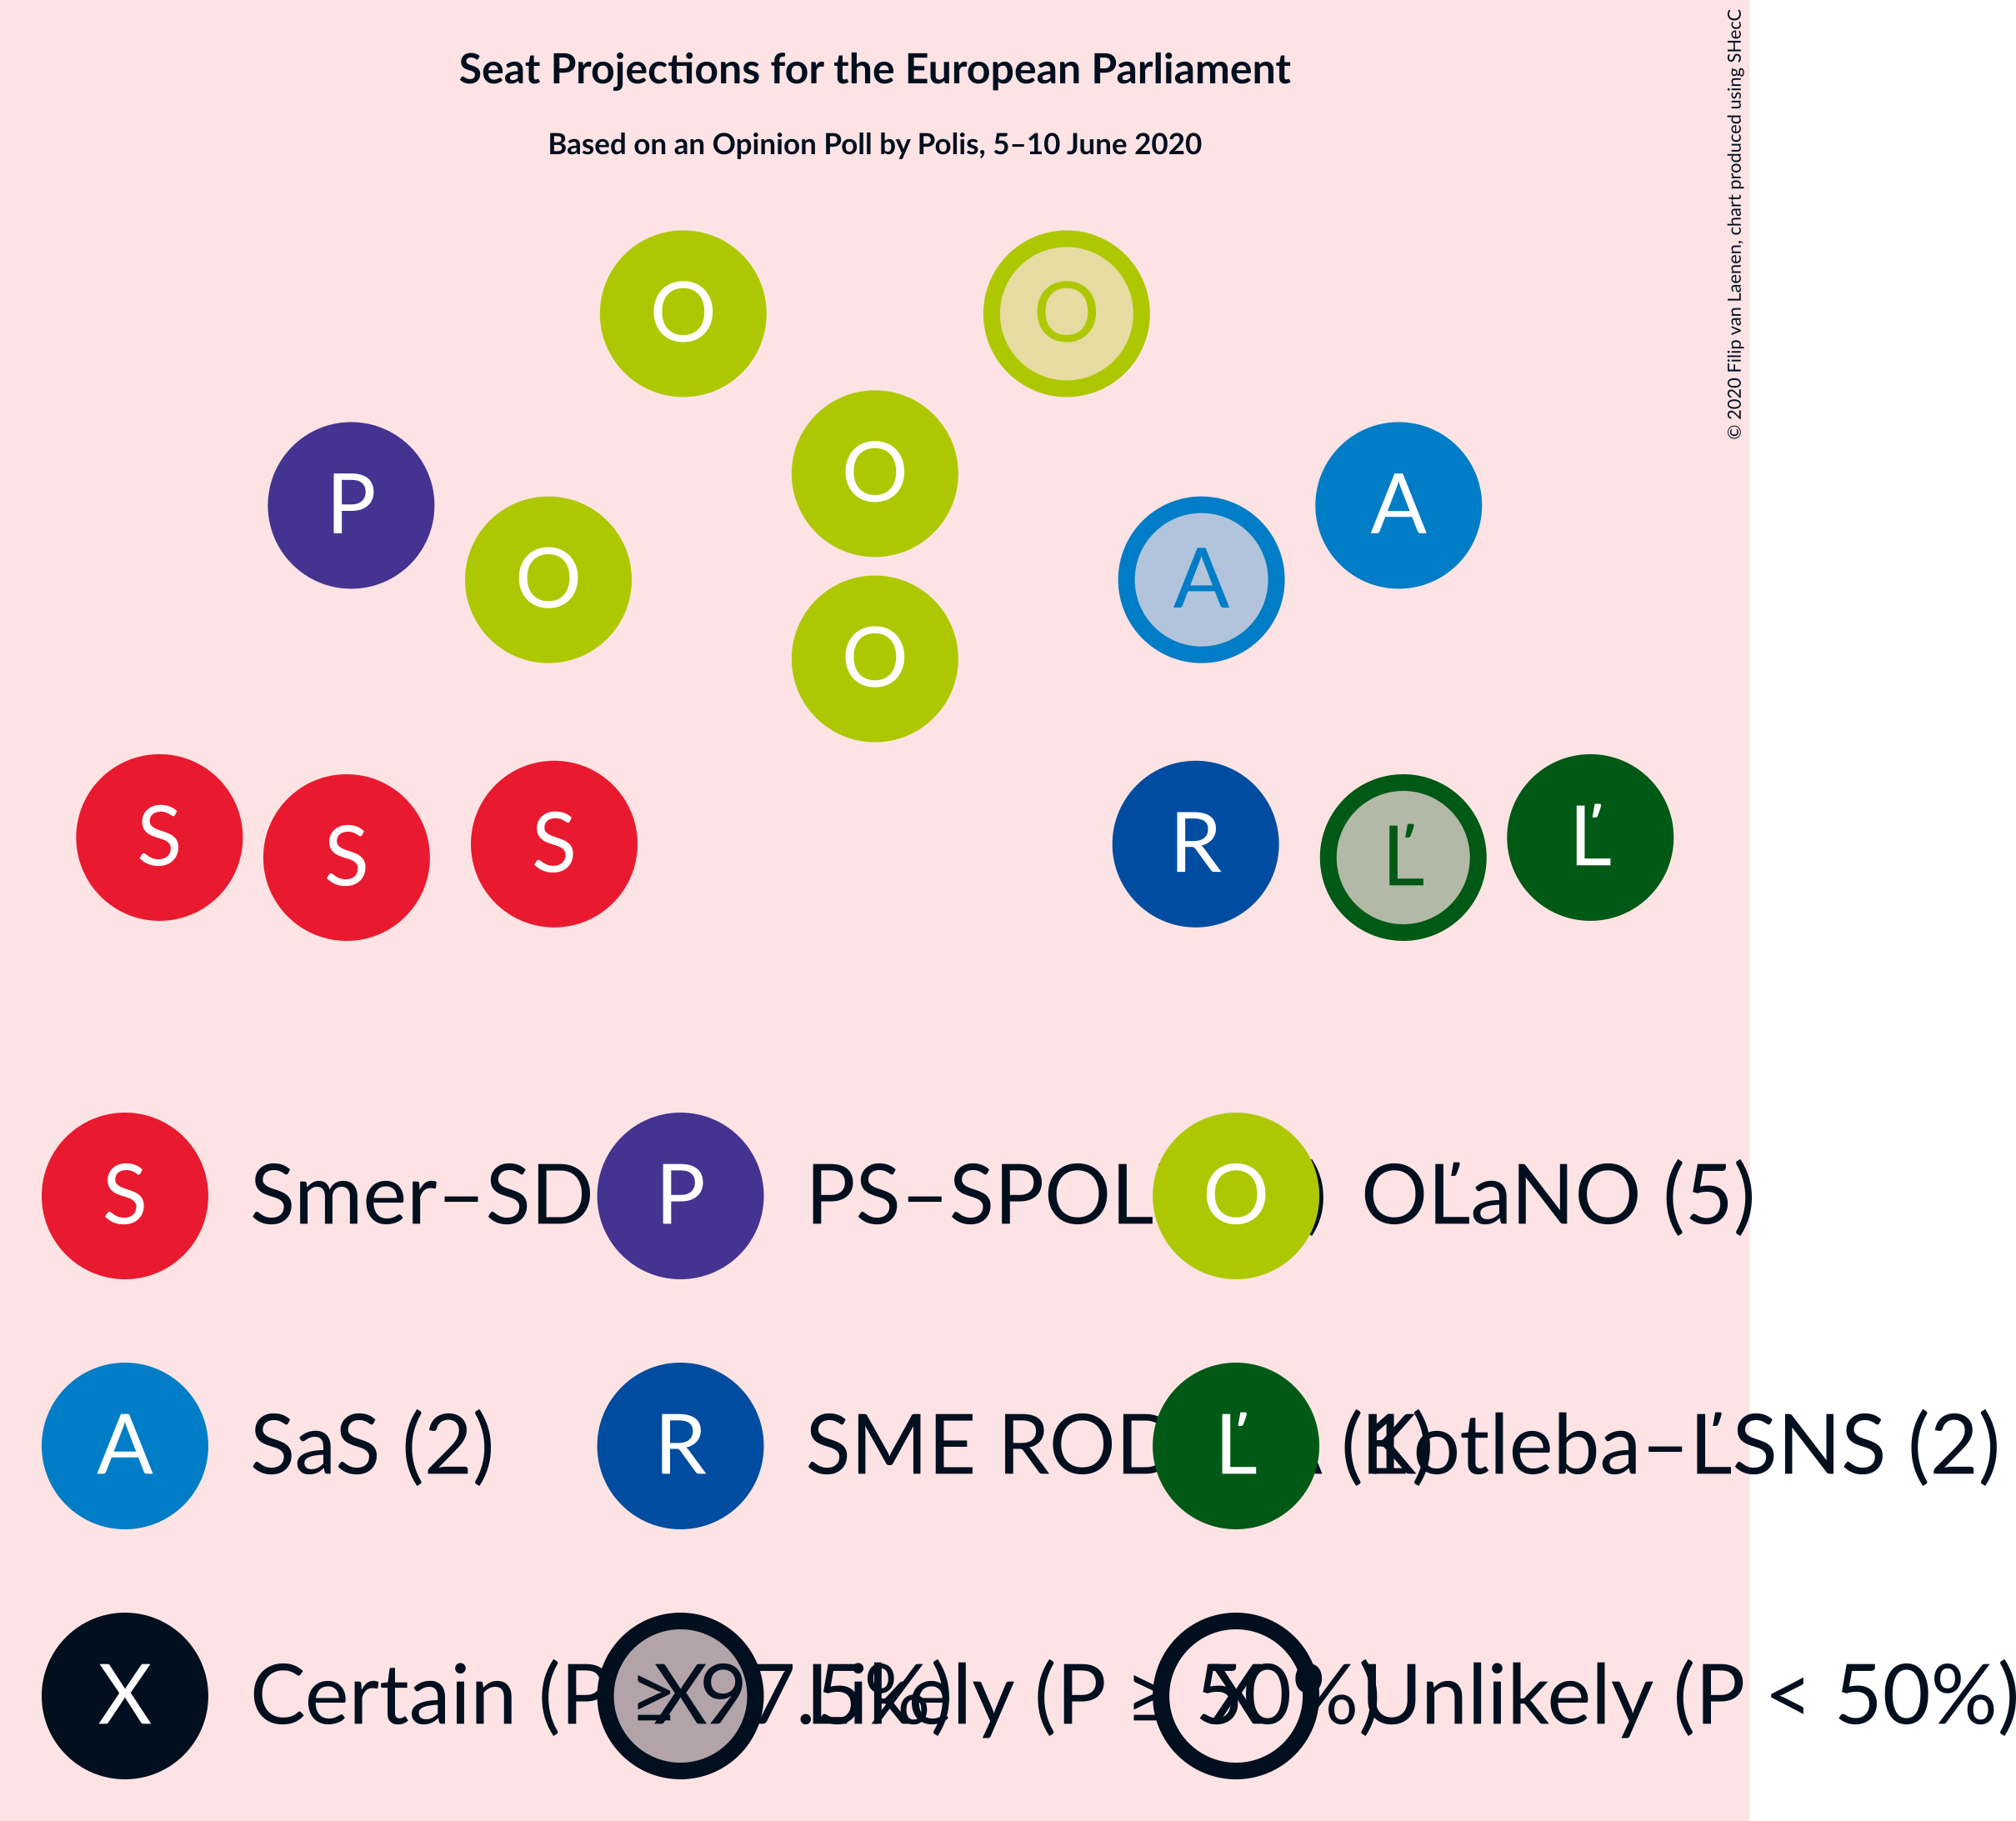 Seat Projections for the European Parliament
Based on an Opinion Poll by Polis, 5–10 June 2020
© 2020 Filip van Laenen, chart produced using SHecC
O O
O
P A
O A
O
S S S R Ľ Ľ
S Smer–SD P PS–SPOL O ) OĽaNO (5)
A SaS (2) R SME ROD Ľ Kotleba–ĽSNS (2)
X Certain (P ≥ 97.5%) X Likely (P ≥ 50%) X Unlikely (P < 50%)